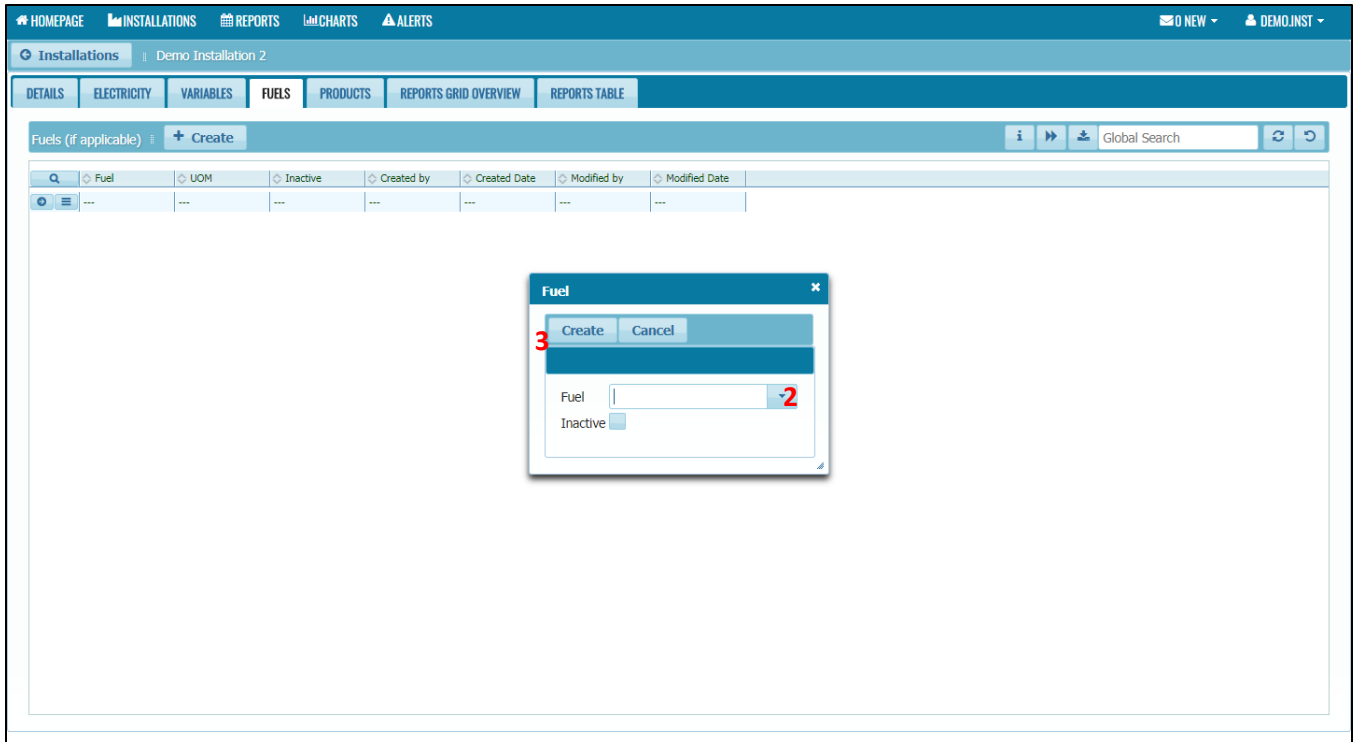 HOMEPAGE INSTALLATIONS REPORTS CHARTS ALERTS 0 NEW DEMO.INST
Installations Demo Installation 2
DETAILS ELECTRICITY VARIABLES FUELS PRODUCTS REPORTS GRID OVERVIEW REPORTS TABLE
Fuels (if applicable) + Create i Global Search
Fuel UOM Inactive Created by Created Date Modified by Modified Date
--- --- --- --- --- --- ---
Fuel ×
Create Cancel
3
Fuel 2
Inactive